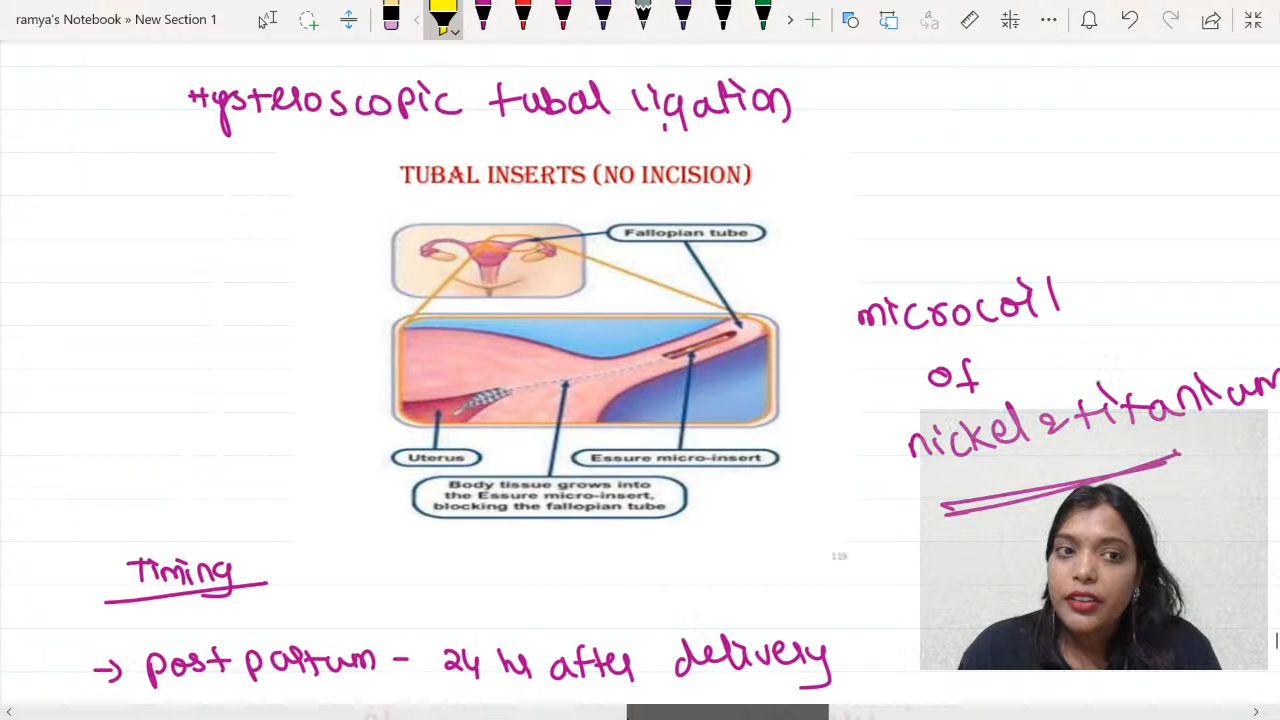 ramya's Notebook » New Section 1
Hysteroscopic tubal ligation
TUBAL INSERTS (NO INCISION)
Fallopian tube
microcoil
of
nickel & titanium
Uterus
Essure micro-insert
Body tissue grows into
the Essure micro-insert,
blocking the fallopian tube
119
Timing
→ post partum - 24 hr after delivery